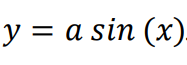 y = a sin (x).